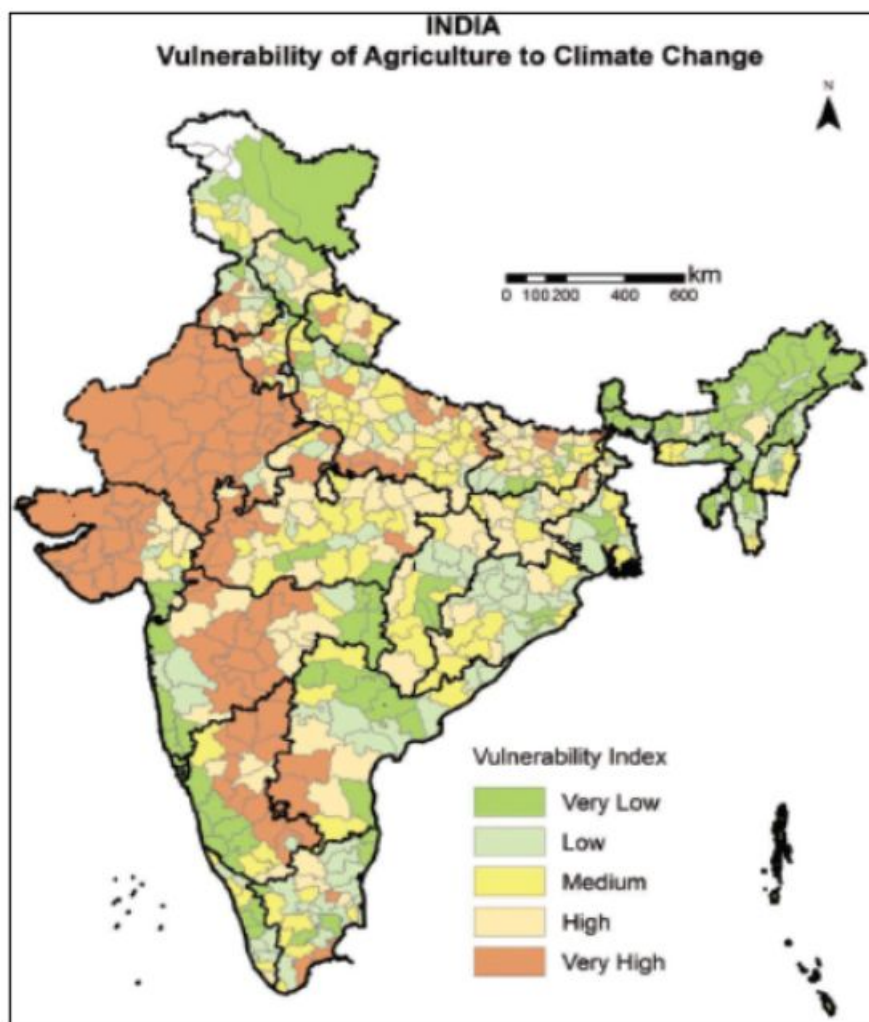 INDIA
Vulnerability of Agriculture to Climate Change
N
km
0 100 200 400 600
Vulnerability Index
Very Low
Low
Medium
High
Very High